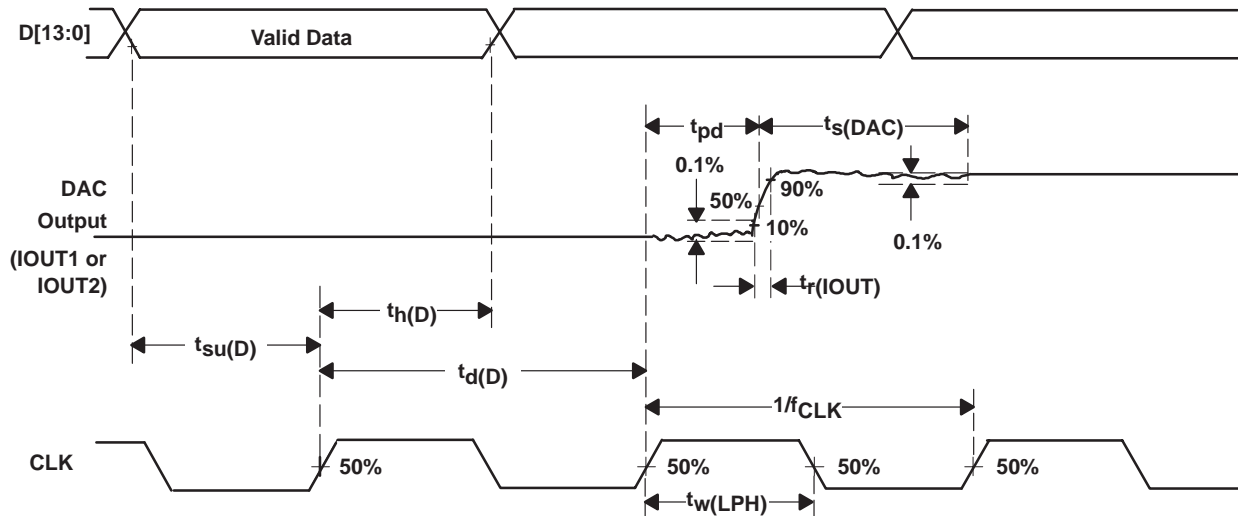 D[13:0]
Valid Data
tpd
ts(DAC)
0.1%
DAC
Output
(IOUT1 or
IOUT2)
50%
90%
10%
0.1%
tr(IOUT)
th(D)
tsu(D)
td(D)
1/fCLK
CLK
50%
50%
50%
50%
tw(LPH)